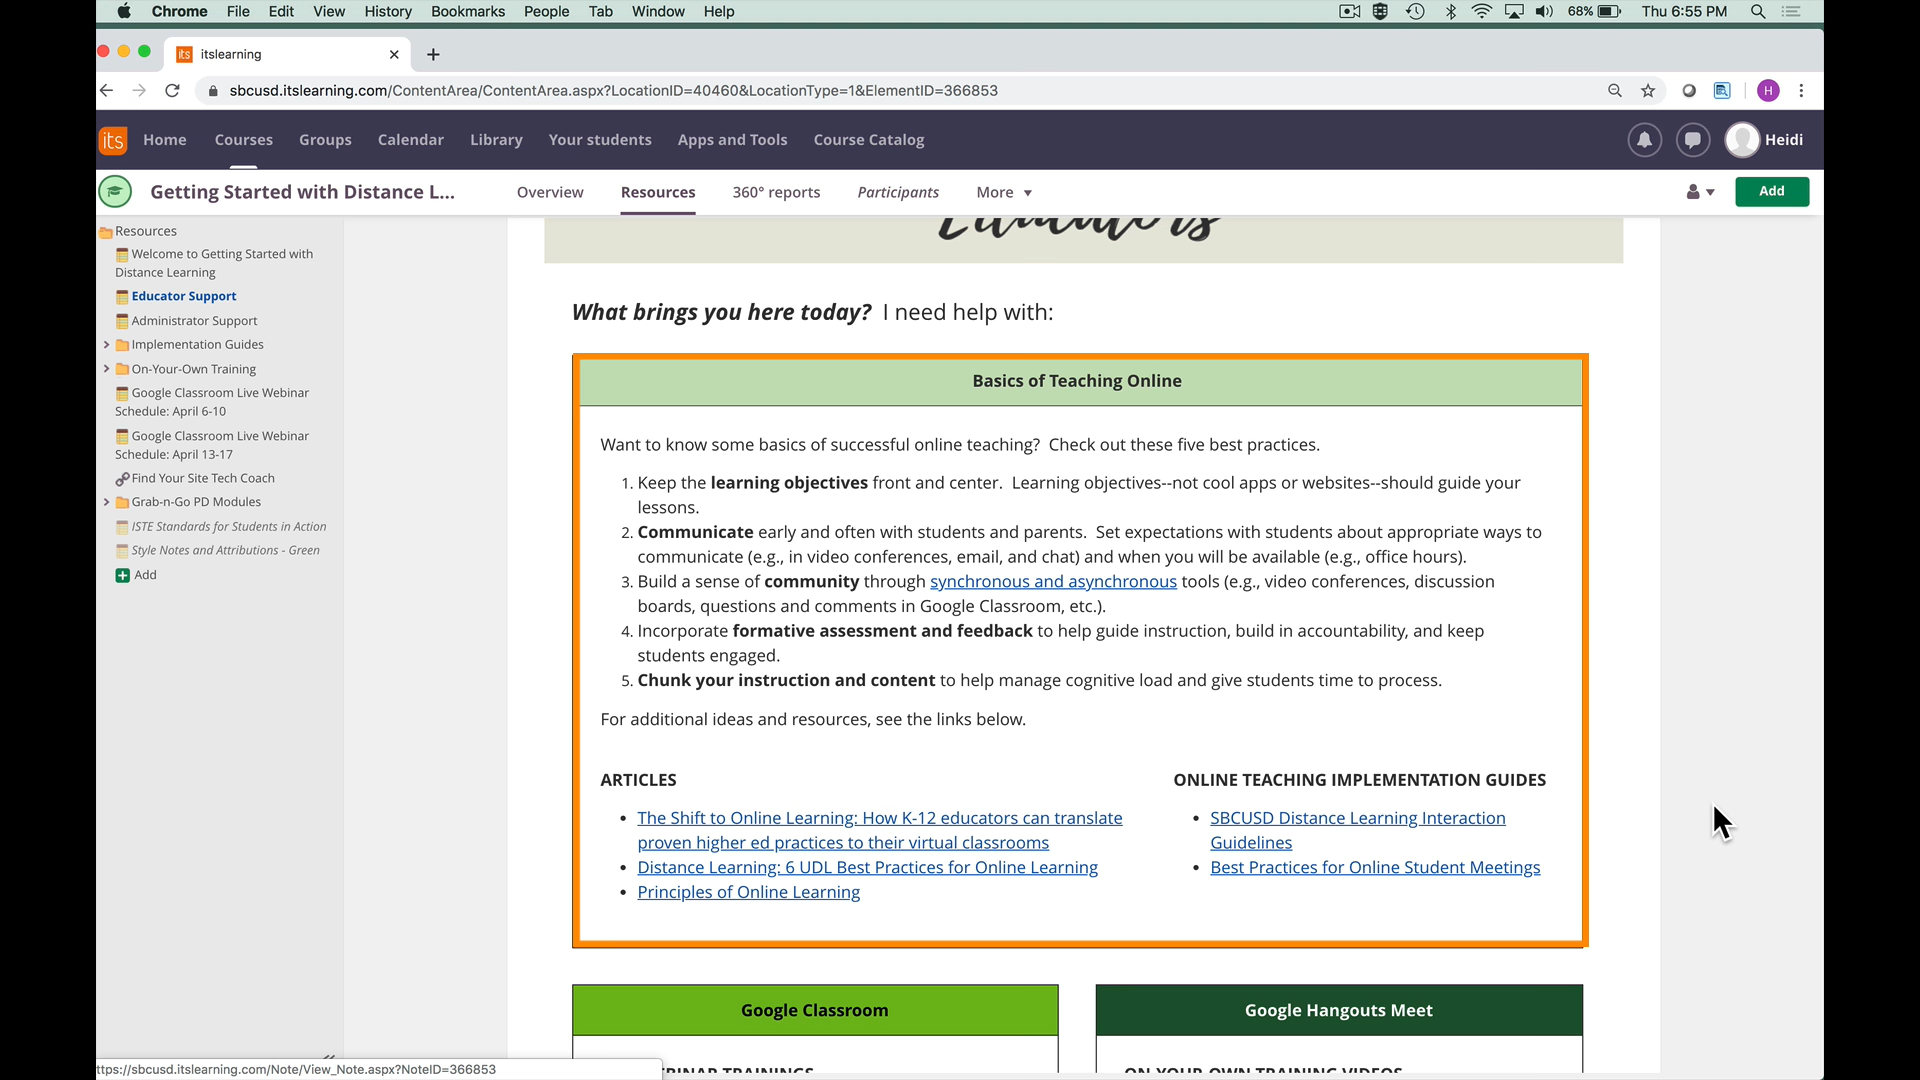 Chrome File Edit View History Bookmarks People Tab Window Help 68% Thu 6:55 PM
its itslearning
sbcusd.itslearning.com/ContentArea/ContentArea.aspx?LocationID=40460&LocationType=1&ElementID=366853 H
its Home Courses Groups Calendar Library Your students Apps and Tools Course Catalog Heidi
Getting Started with Distance L... Overview Resources 360° reports Participants More Add
Resources
Welcome to Getting Started with
Distance Learning
Educator Support
Administrator Support
Implementation Guides
On-Your-Own Training
Google Classroom Live Webinar
Schedule: April 6-10
Google Classroom Live Webinar
Schedule: April 13-17
Find Your Site Tech Coach
Grab-n-Go PD Modules
ISTE Standards for Students in Action
Style Notes and Attributions - Green
Add
What brings you here today? I need help with:
Basics of Teaching Online
Want to know some basics of successful online teaching? Check out these five best practices.
1. Keep the learning objectives front and center. Learning objectives--not cool apps or websites--should guide your
lessons.
2. Communicate early and often with students and parents. Set expectations with students about appropriate ways to
communicate (e.g., in video conferences, email, and chat) and when you will be available (e.g., office hours).
3. Build a sense of community through synchronous and asynchronous tools (e.g., video conferences, discussion
boards, questions and comments in Google Classroom, etc.).
4. Incorporate formative assessment and feedback to help guide instruction, build in accountability, and keep
students engaged.
5. Chunk your instruction and content to help manage cognitive load and give students time to process.
For additional ideas and resources, see the links below.
ARTICLES
• The Shift to Online Learning: How K-12 educators can translate
proven higher ed practices to their virtual classrooms
• Distance Learning: 6 UDL Best Practices for Online Learning
• Principles of Online Learning
ONLINE TEACHING IMPLEMENTATION GUIDES
• SBCUSD Distance Learning Interaction
Guidelines
• Best Practices for Online Student Meetings
Google Classroom
Google Hangouts Meet
TRAININGS
ON-YOUR-OWN TRAINING VIDEOS
ttps://sbcusd.itslearning.com/Note/View_Note.aspx?NoteID=366853